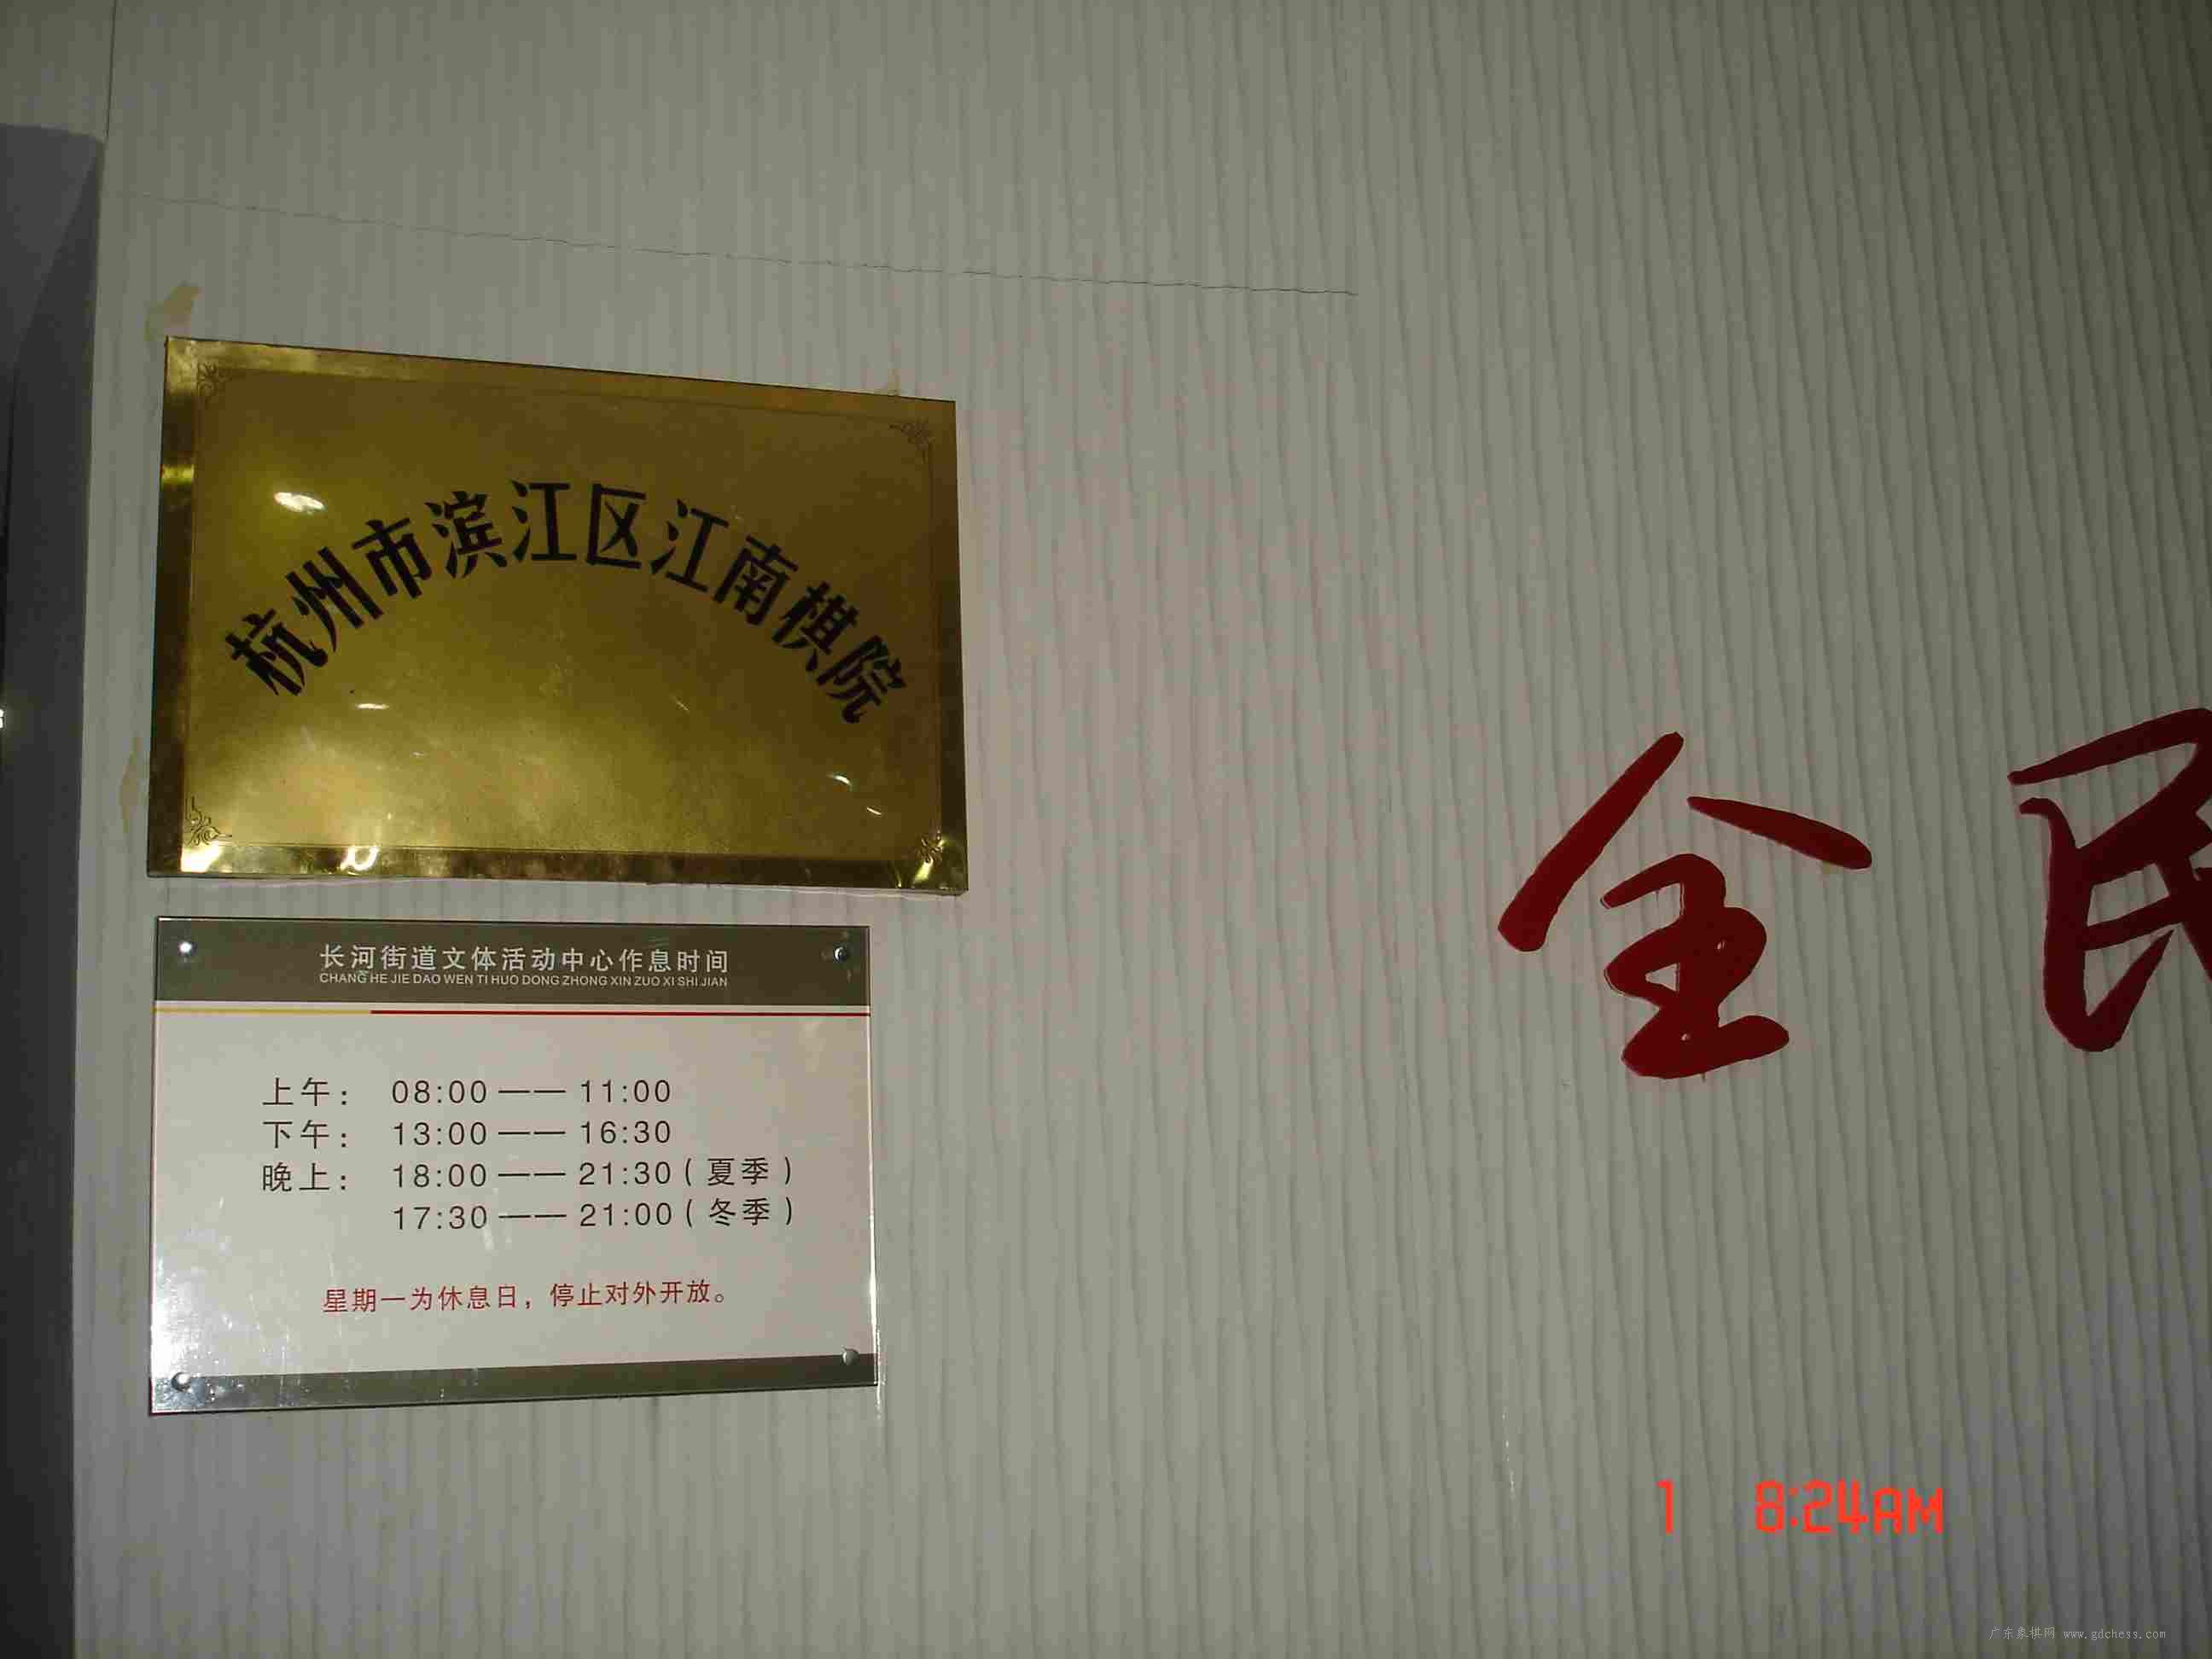 杭州市滨江区江南棋院
长河街道文体活动中心作息时间
CHANG HE JIE DAO WEN TI HUO DONG ZHONG XIN ZUO XI SHI JIAN
上午： 08:00 —— 11:00
下午： 13:00 —— 16:30
晚上： 18:00 —— 21:30（夏季）
17:30 —— 21:00（冬季）
星期一为休息日，停止对外开放。
全民
1 8:24AM
广东象棋网 www.gdchess.com